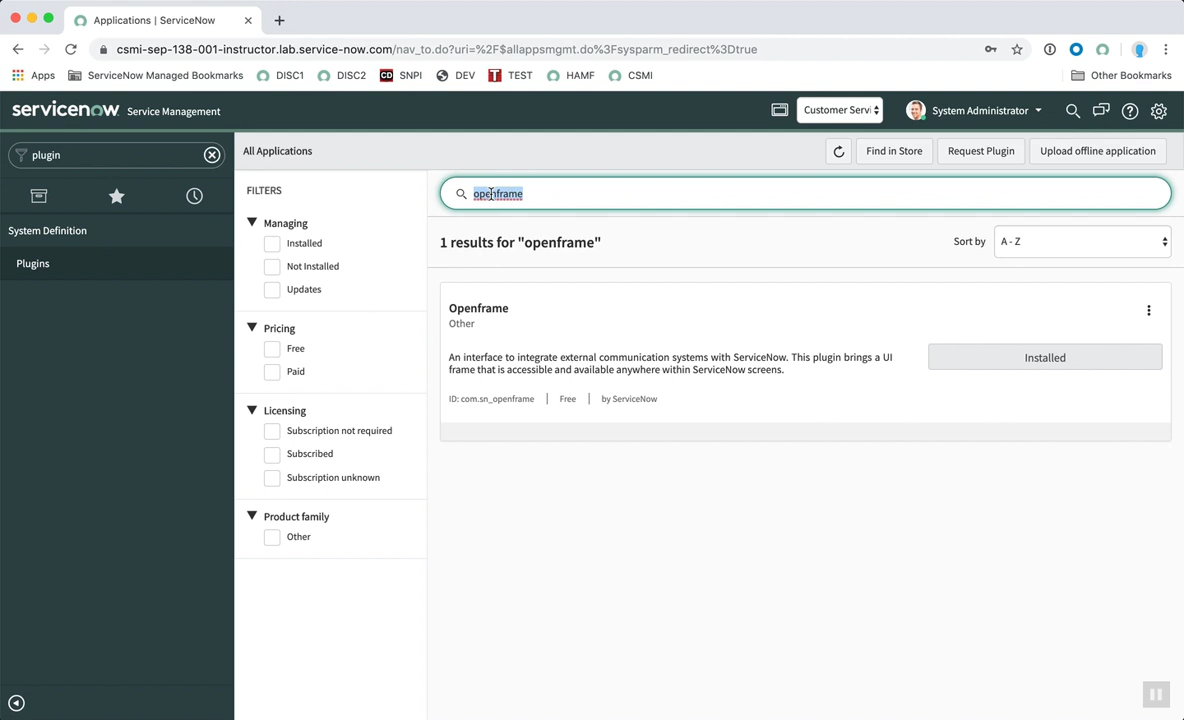 Applications | ServiceNow
csmi-sep-138-001-instructor.lab.service-now.com/nav_to.do?uri=%2F$allappsmgmt.do%3Fsysparm_redirect%3Dtrue
Apps ServiceNow Managed Bookmarks DISC1 DISC2 CD SNPI DEV T TEST HAMF CSMI Other Bookmarks
servicenow Service Management Customer Servi System Administrator
plugin
All Applications Find in Store Request Plugin Upload offline application
System Definition
Plugins
FILTERS
Managing
Installed
Not Installed
Updates
Pricing
Free
Paid
Licensing
Subscription not required
Subscribed
Subscription unknown
Product family
Other
openframe
1 results for "openframe" Sort by A - Z
Openframe
Other
An interface to integrate external communication systems with ServiceNow. This plugin brings a UI
frame that is accessible and available anywhere within ServiceNow screens.
Installed
ID: com.sn_openframe | Free | by ServiceNow